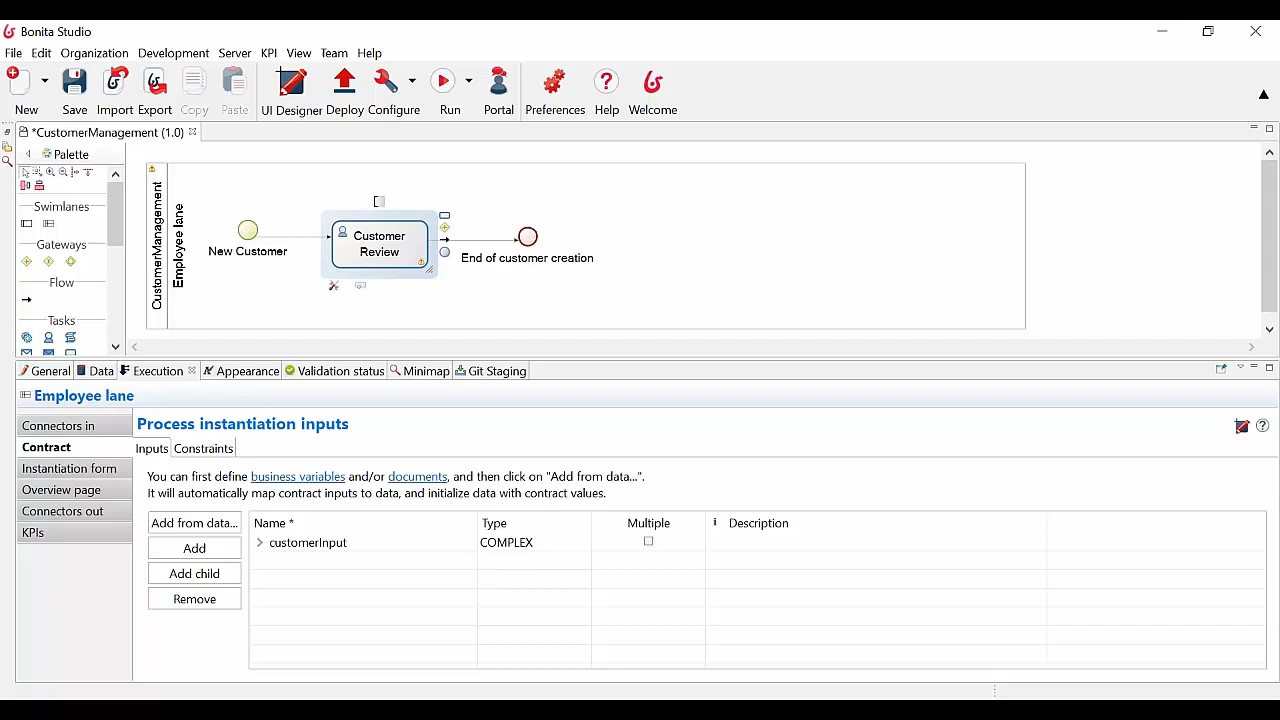 Bonita Studio
File Edit Organization Development Server KPI View Team Help
New Save Import Export Copy Paste UI Designer Deploy Configure Run Portal Preferences Help Welcome
*CustomerManagement (1.0)
Palette
Swimlanes
Gateways
Flow
Tasks
CustomerManagement
Employee lane
New Customer
Customer
Review
End of customer creation
General Data Execution Appearance Validation status Minimap Git Staging
Employee lane
Connectors in
Contract
Instantiation form
Overview page
Connectors out
KPIs
Process instantiation inputs
Inputs Constraints
You can first define business variables and/or documents, and then click on "Add from data...".
It will automatically map contract inputs to data, and initialize data with contract values.
Add from data...
Add
Add child
Remove
Name * Type Multiple i Description
customerInput COMPLEX